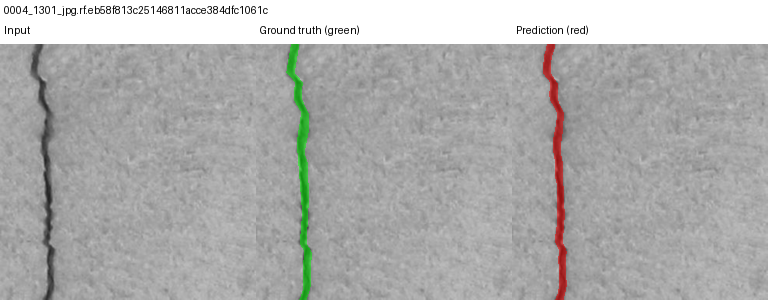 0004_1301_jpg.rf.eb58f813c25146811acce384dfc1061c
Input
Ground truth (green)
Prediction (red)